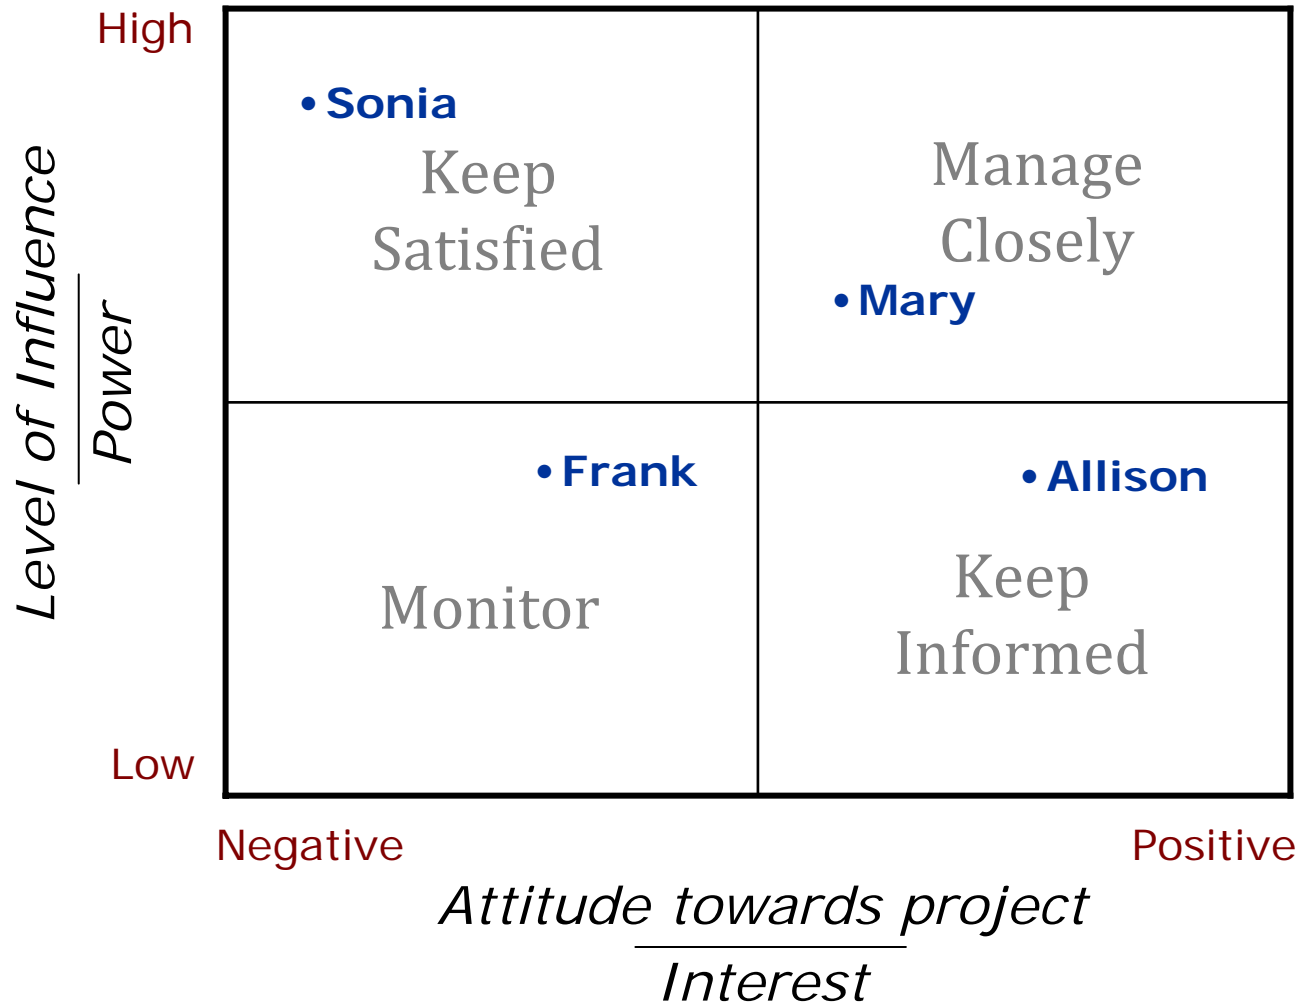 High
• Sonia
Keep
Satisfied
Manage
Closely
• Mary
Level of Influence
Power
• Frank
• Allison
Monitor
Keep
Informed
Low
Negative
Positive
Attitude towards project
Interest